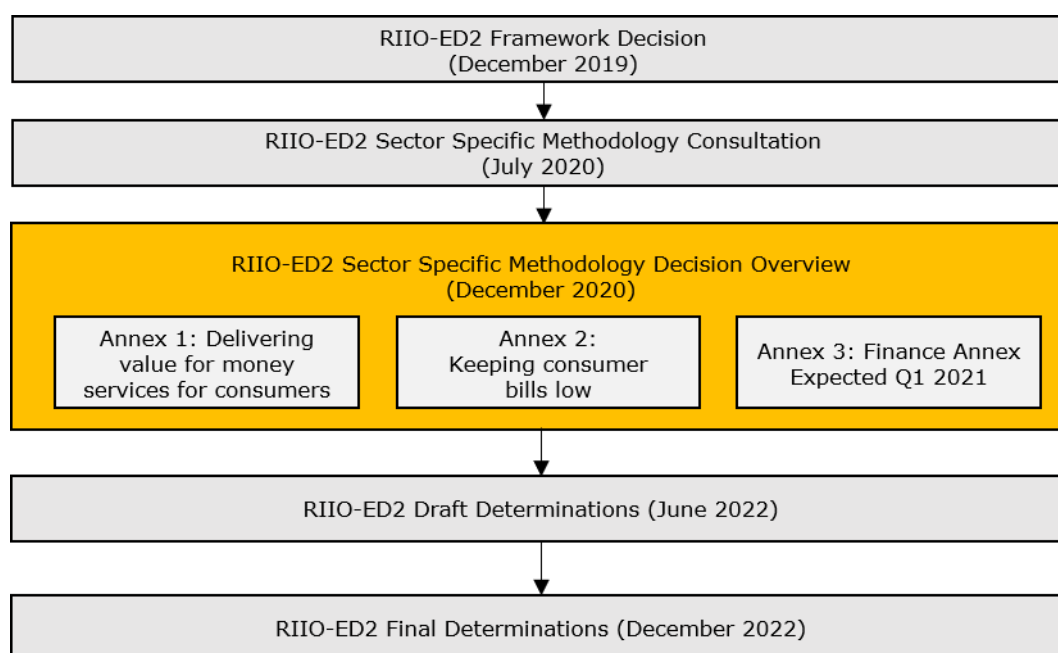 RIIO-ED2 Framework Decision
(December 2019)
RIIO-ED2 Sector Specific Methodology Consultation
(July 2020)
RIIO-ED2 Sector Specific Methodology Decision Overview
(December 2020)
Annex 1: Delivering
value for money
services for consumers
Annex 2:
Keeping consumer
bills low
Annex 3: Finance Annex
Expected Q1 2021
RIIO-ED2 Draft Determinations (June 2022)
RIIO-ED2 Final Determinations (December 2022)